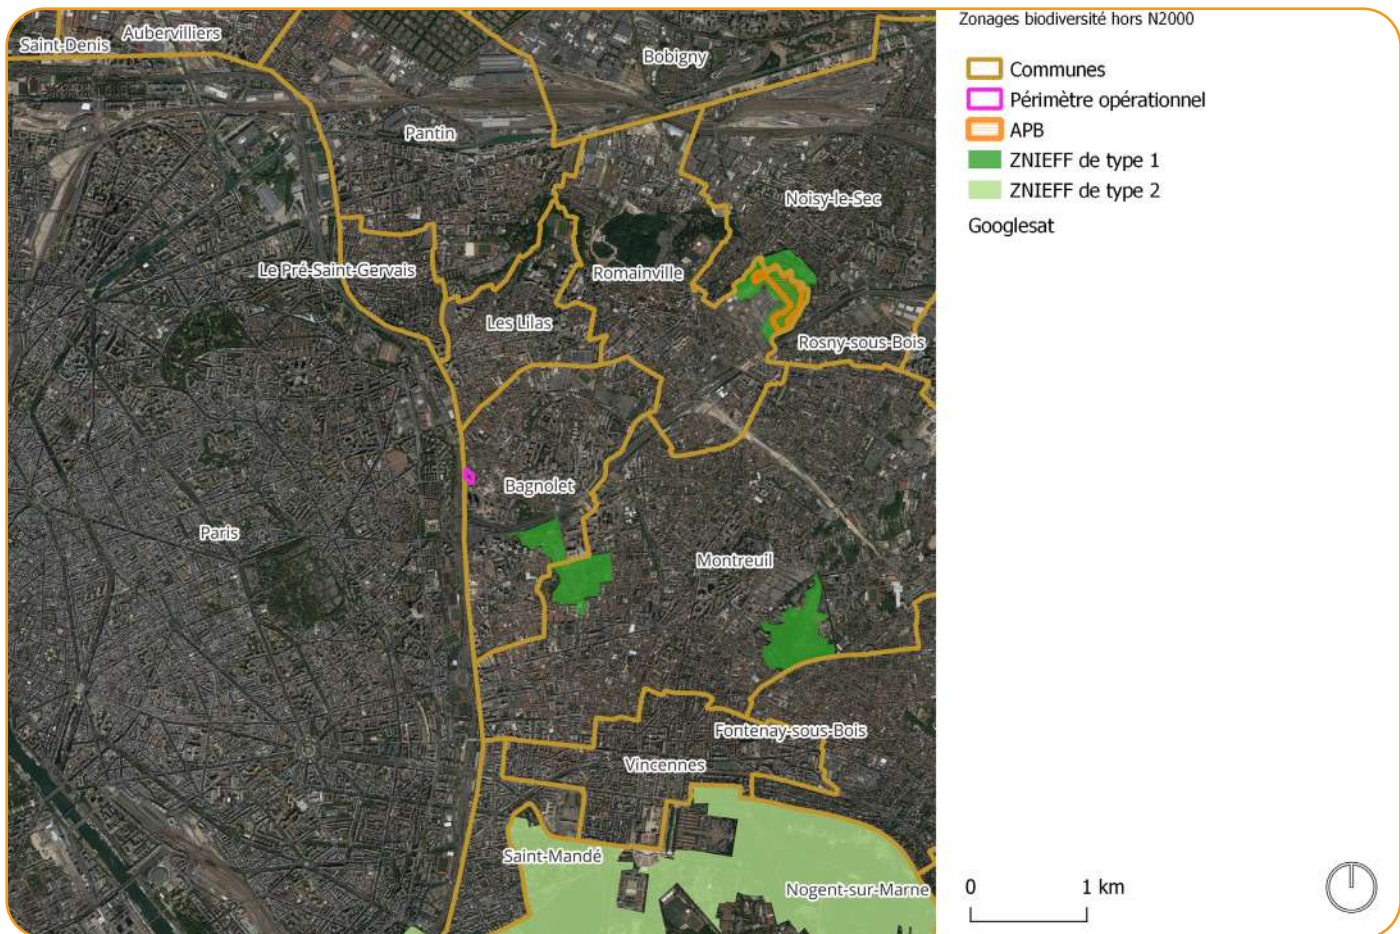 Zonages biodiversité hors N2000
Communes
Périmètre opérationnel
APB
ZNIEFF de type 1
ZNIEFF de type 2
Googlesat
Saint-Denis
Aubervilliers
Bobigny
Pantin
Noisy-le-Sec
Le Pré-Saint-Gervais
Romainville
Les Lilas
Rosny-sous-Bois
Bagnolet
Paris
Montreuil
Fontenay-sous-Bois
Vincennes
Saint-Mandé
Nogent-sur-Marne
0 1 km